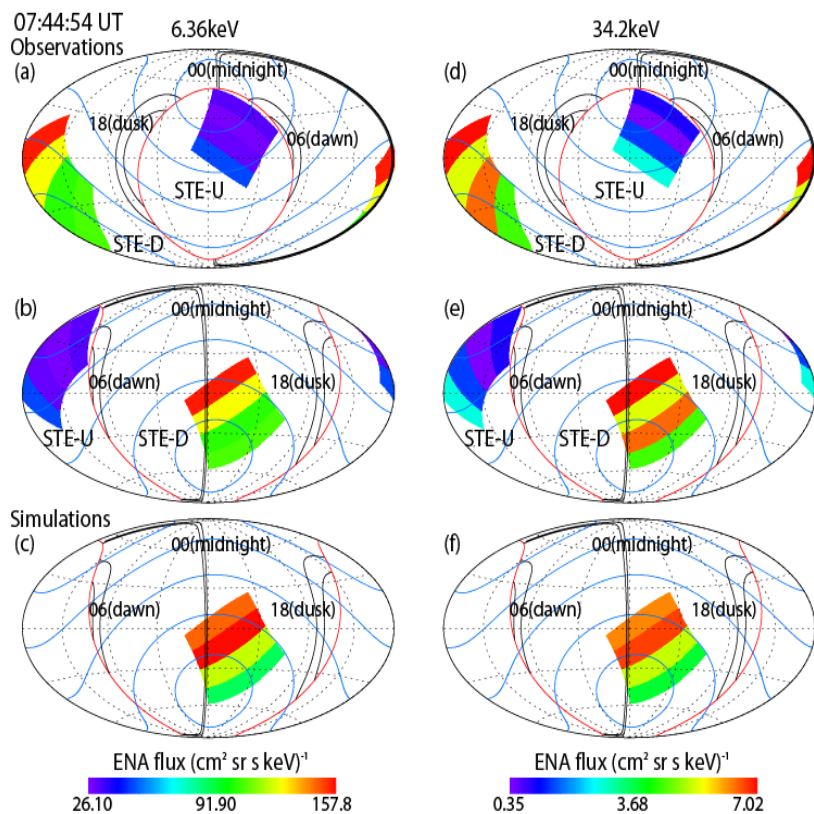 07:44:54 UT
6.36keV
34.2keV
Observations
(a)
00(midnight)
18(dusk)
06(dawn)
STE-U
STE-D
(d)
00(midnight)
18(dusk)
06(dawn)
STE-U
STE-D
(b)
00(midnight)
06(dawn)
18(dusk)
STE-U
STE-D
(e)
00(midnight)
06(dawn)
18(dusk)
STE-U
STE-D
Simulations
(c)
00(midnight)
06(dawn)
18(dusk)
(f)
00(midnight)
06(dawn)
18(dusk)
ENA flux (cm² sr s keV)⁻¹
26.10 91.90 157.8
ENA flux (cm² sr s keV)⁻¹
0.35 3.68 7.02